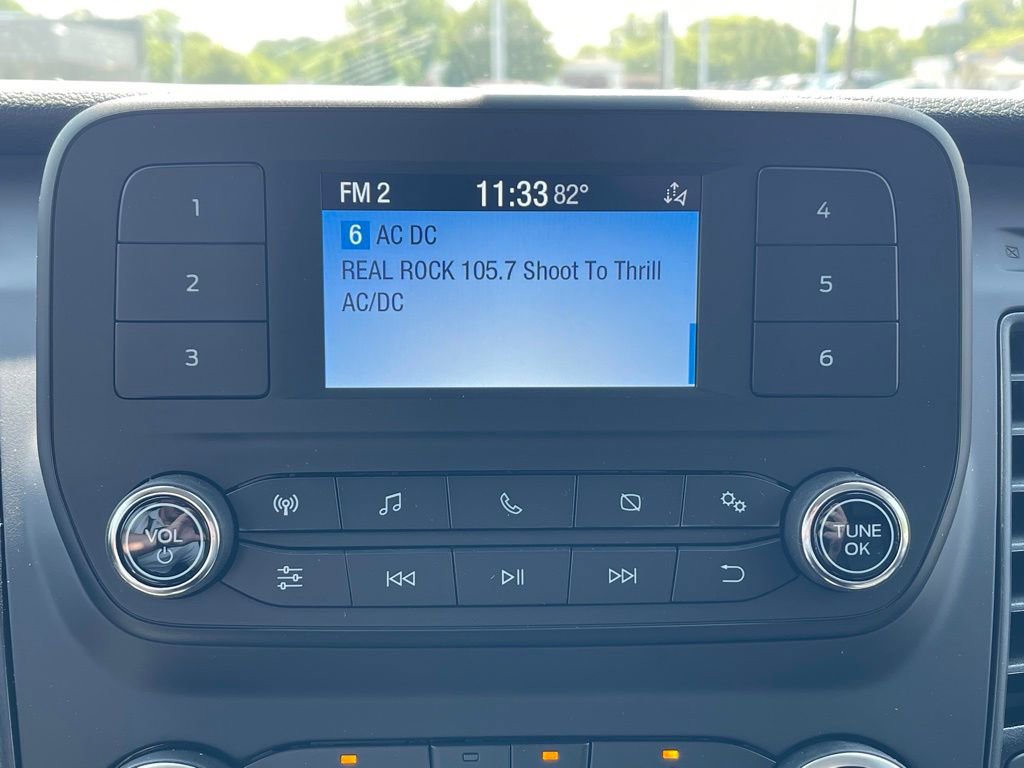 FM 2 11:33 82°
6 AC DC
REAL ROCK 105.7 Shoot To Thrill
AC/DC
1
2
3
4
5
6
VOL
TUNE
OK